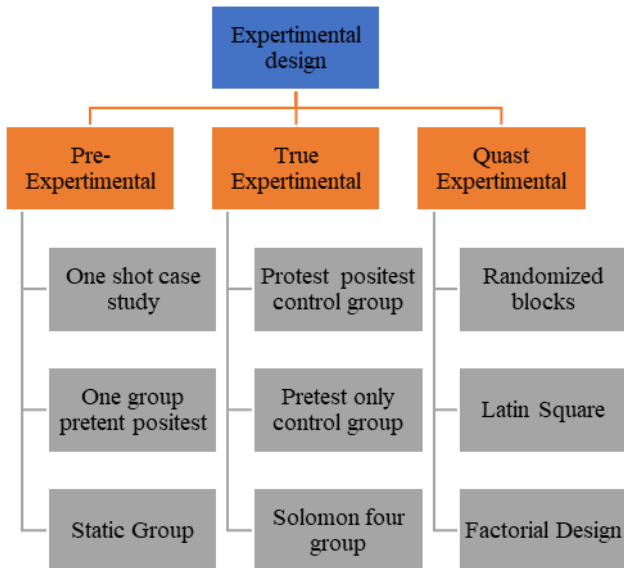 Expertimental
design
Pre-
Expertimental
True
Expertimental
Quast
Expertimental
One shot case
study
Protest positest
control group
Randomized
blocks
One group
pretent positest
Pretest only
control group
Latin Square
Static Group
Solomon four
group
Factorial Design